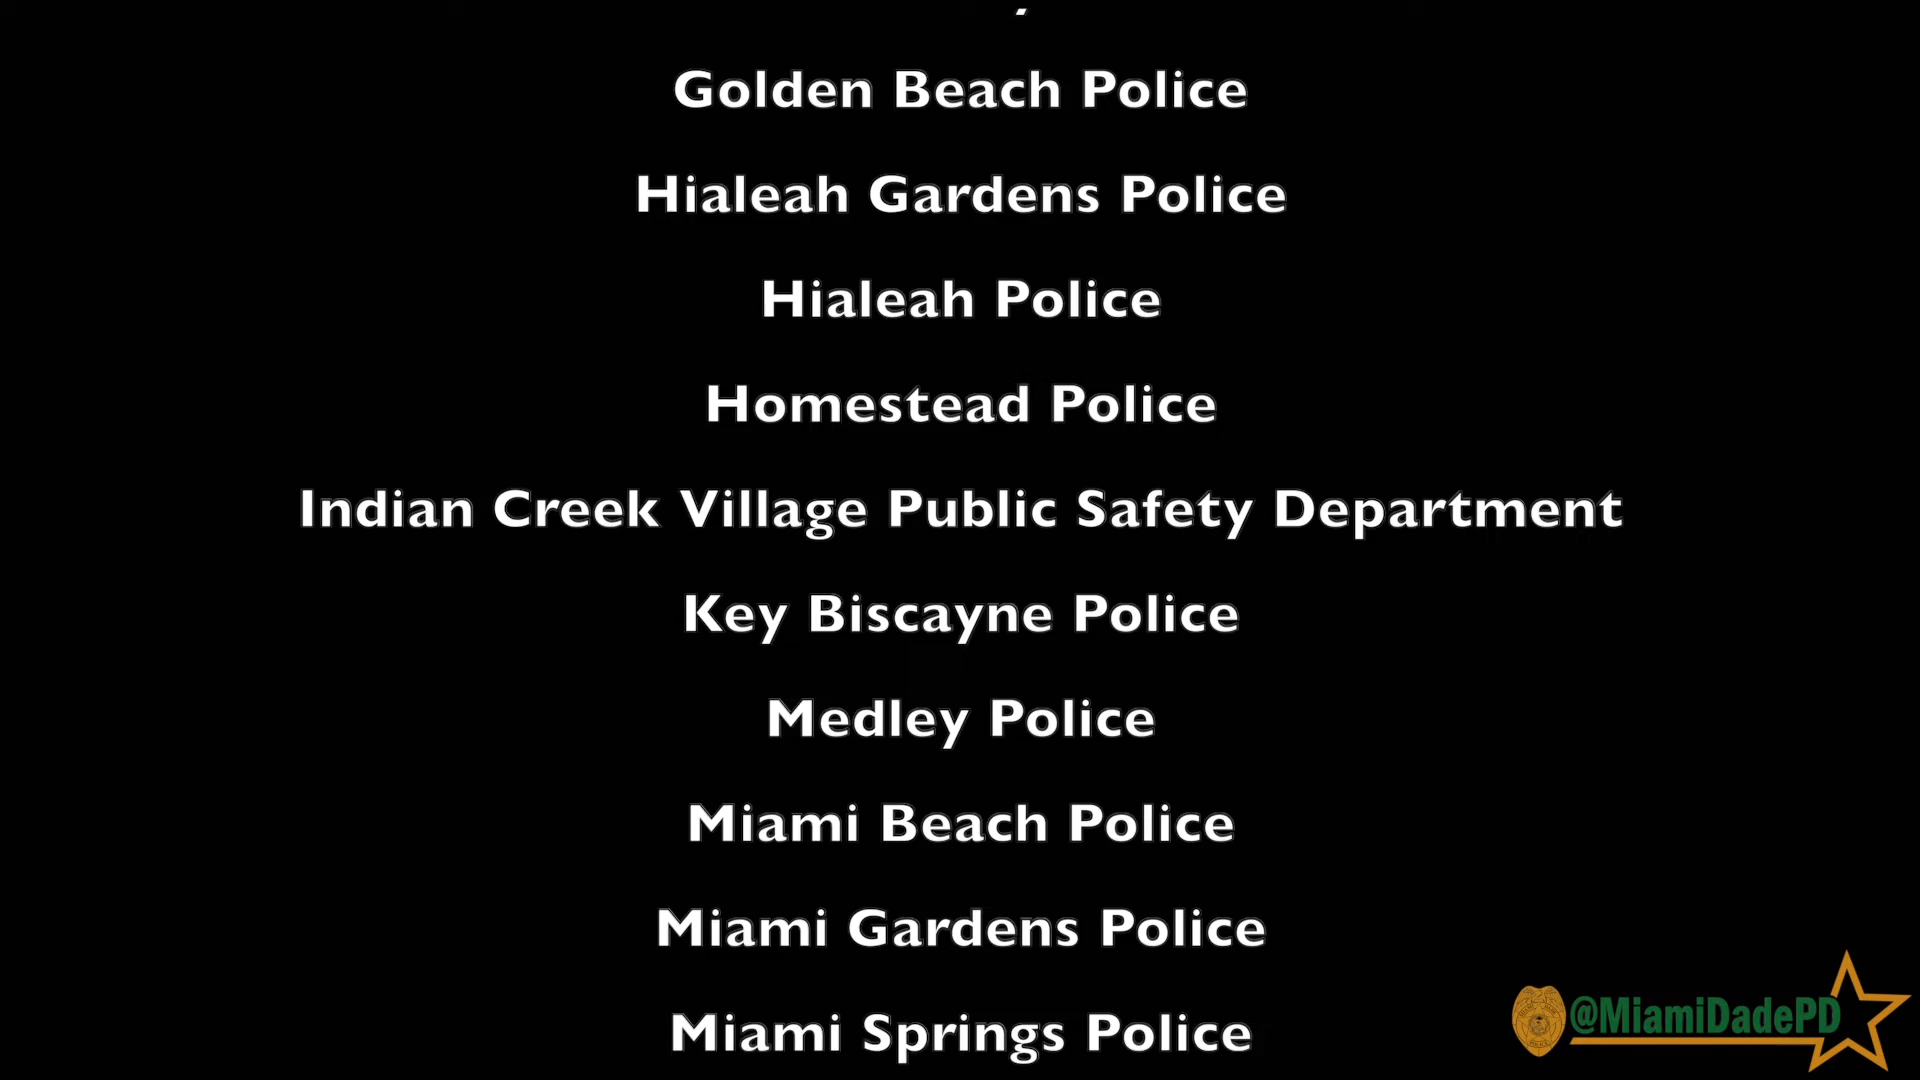 Golden Beach Police
Hialeah Gardens Police
Hialeah Police
Homestead Police
Indian Creek Village Public Safety Department
Key Biscayne Police
Medley Police
Miami Beach Police
Miami Gardens Police
Miami Springs Police
@MiamiDadePD